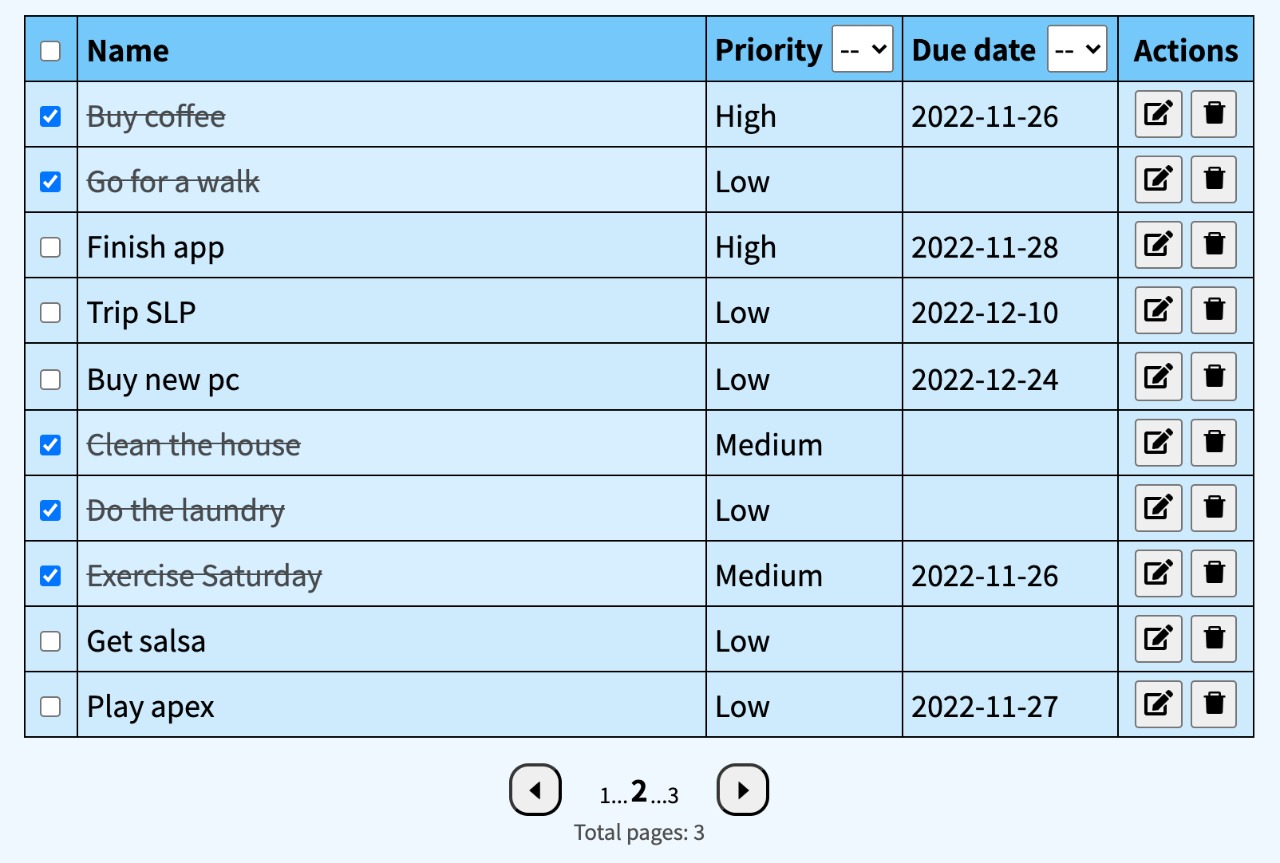 Name Priority -- Due date -- Actions
Buy coffee High 2022-11-26
Go for a walk Low
Finish app High 2022-11-28
Trip SLP Low 2022-12-10
Buy new pc Low 2022-12-24
Clean the house Medium
Do the laundry Low
Exercise Saturday Medium 2022-11-26
Get salsa Low
Play apex Low 2022-11-27
1...2...3
Total pages: 3